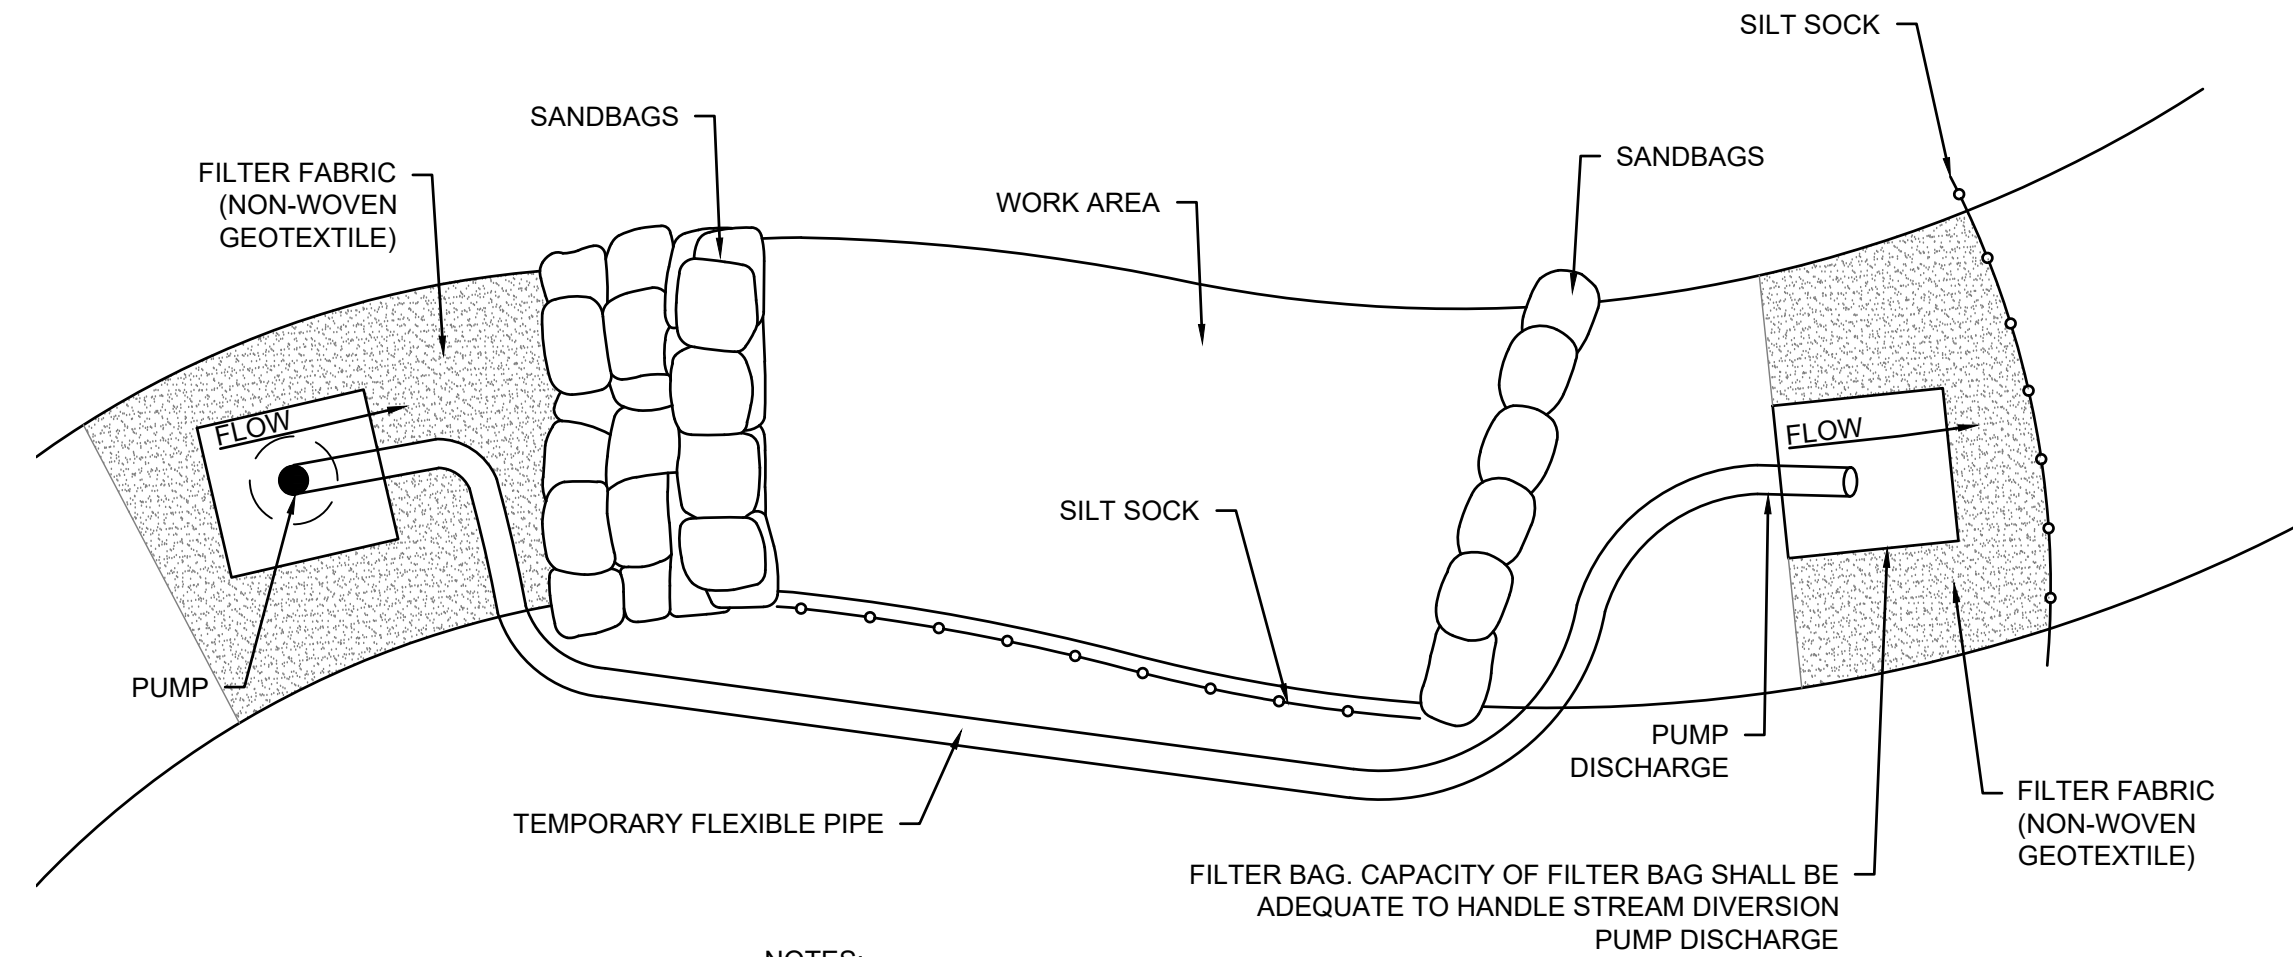 SILT SOCK
SANDBAGS
SANDBAGS
FILTER FABRIC
(NON-WOVEN
GEOTEXTILE)
WORK AREA
FLOW
FLOW
SILT SOCK
PUMP
PUMP
DISCHARGE
TEMPORARY FLEXIBLE PIPE
FILTER FABRIC
(NON-WOVEN
GEOTEXTILE)
FILTER BAG. CAPACITY OF FILTER BAG SHALL BE
ADEQUATE TO HANDLE STREAM DIVERSION
PUMP DISCHARGE
NOTES: